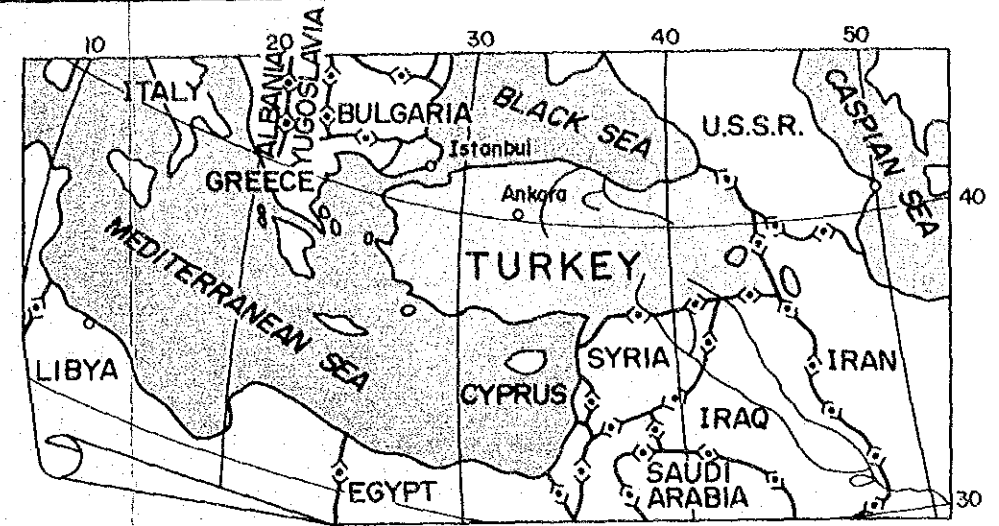 10
20
30
40
50
ITALY
ALBANIA
YUGOSLAVIA
BULGARIA
BLACK SEA
U.S.S.R.
CASPIAN SEA
Istanbul
GREECE
Ankara
40
MEDITERRANEAN SEA
TURKEY
LIBYA
CYPRUS
SYRIA
IRAN
IRAQ
EGYPT
SAUDI
ARABIA
30